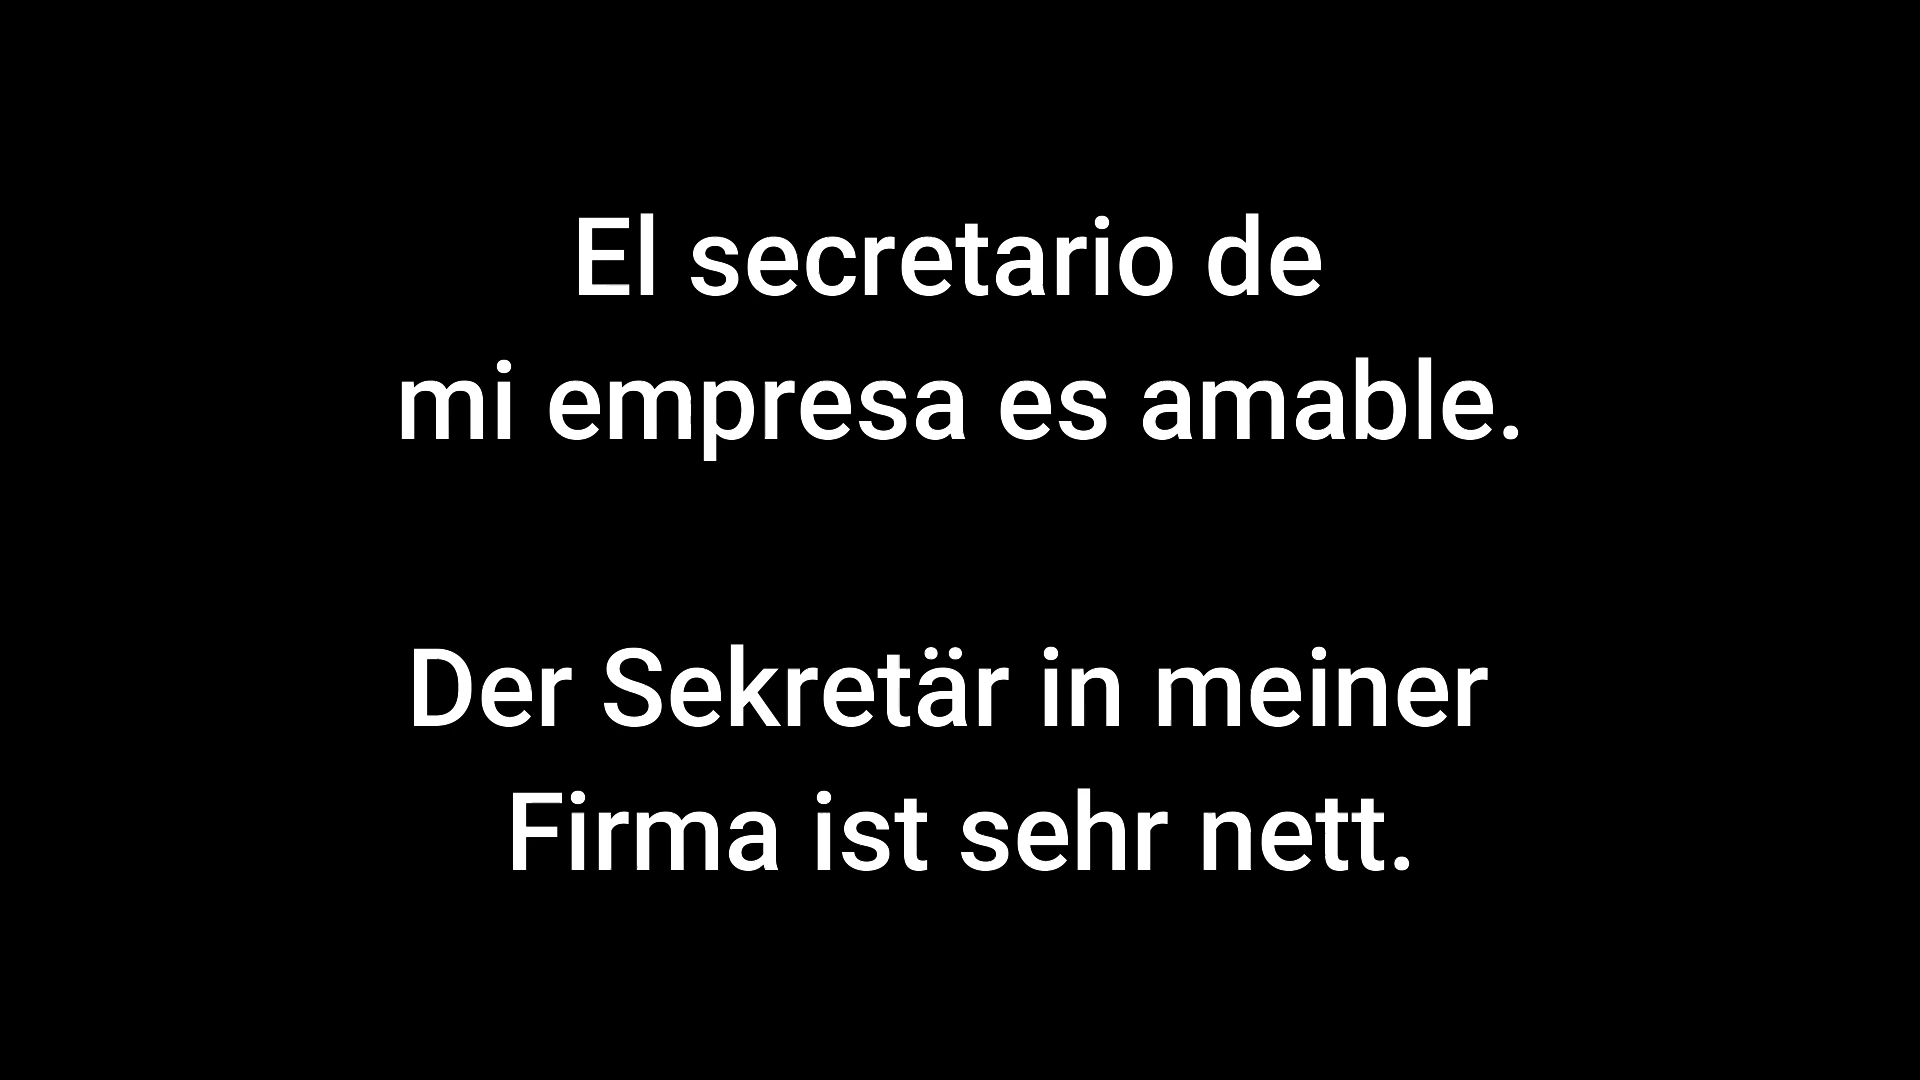 El secretario de
mi empresa es amable.
Der Sekretär in meiner
Firma ist sehr nett.